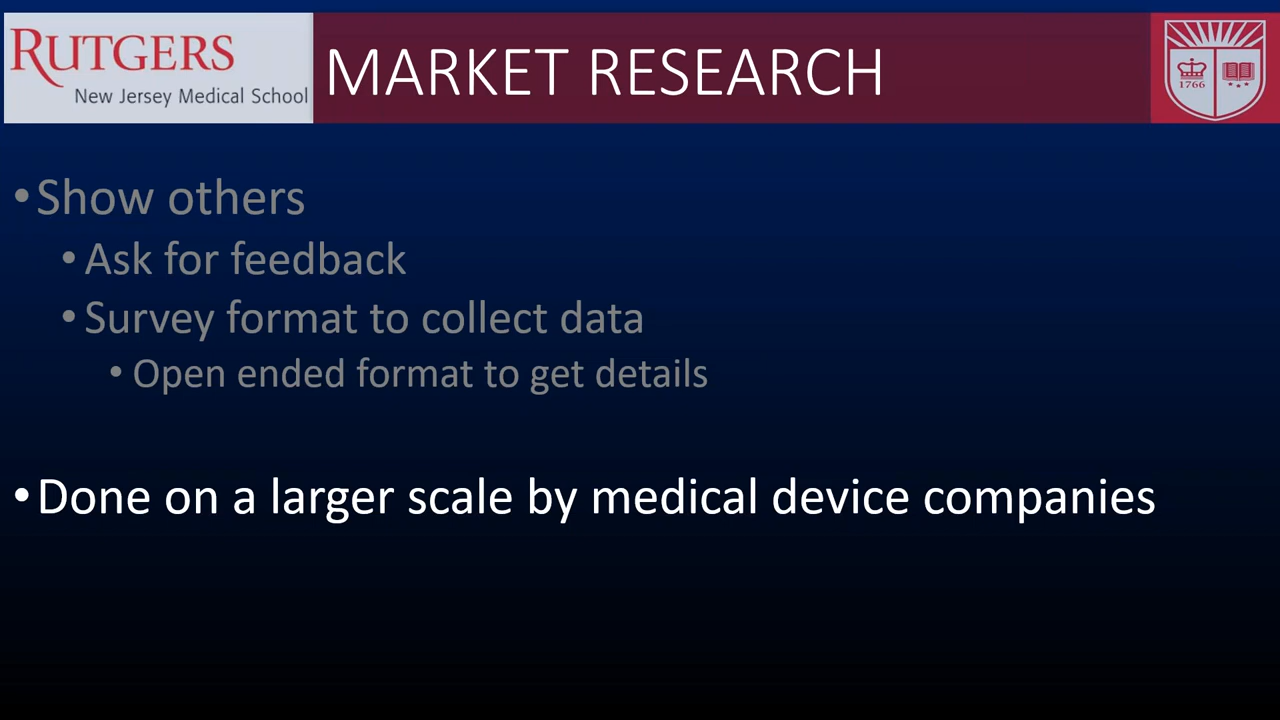 RUTGERS
New Jersey Medical School
MARKET RESEARCH
1766
•Show others
•Ask for feedback
•Survey format to collect data
•Open ended format to get details
•Done on a larger scale by medical device companies